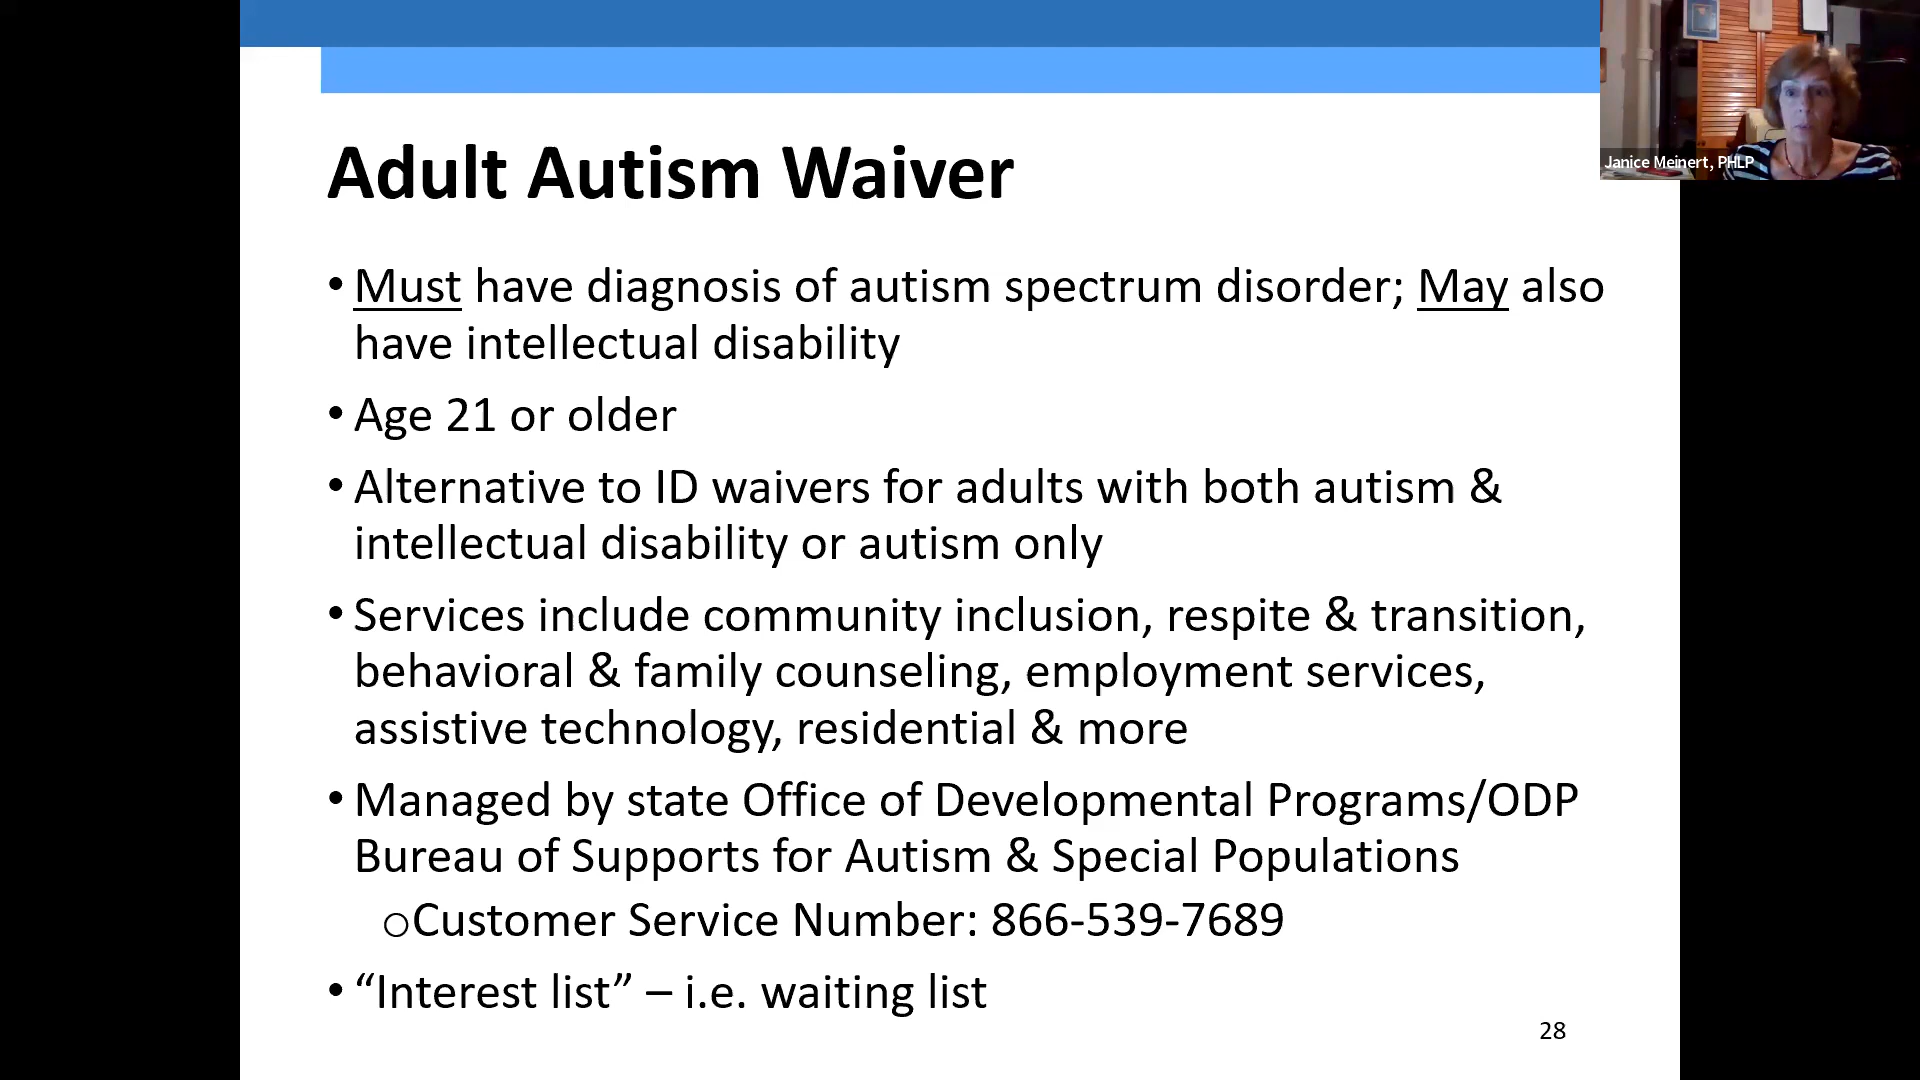 Janice Meinert, PHLP
Adult Autism Waiver
• Must have diagnosis of autism spectrum disorder; May also
have intellectual disability
• Age 21 or older
• Alternative to ID waivers for adults with both autism &
intellectual disability or autism only
• Services include community inclusion, respite & transition,
behavioral & family counseling, employment services,
assistive technology, residential & more
• Managed by state Office of Developmental Programs/ODP
Bureau of Supports for Autism & Special Populations
oCustomer Service Number: 866-539-7689
• “Interest list” – i.e. waiting list
28